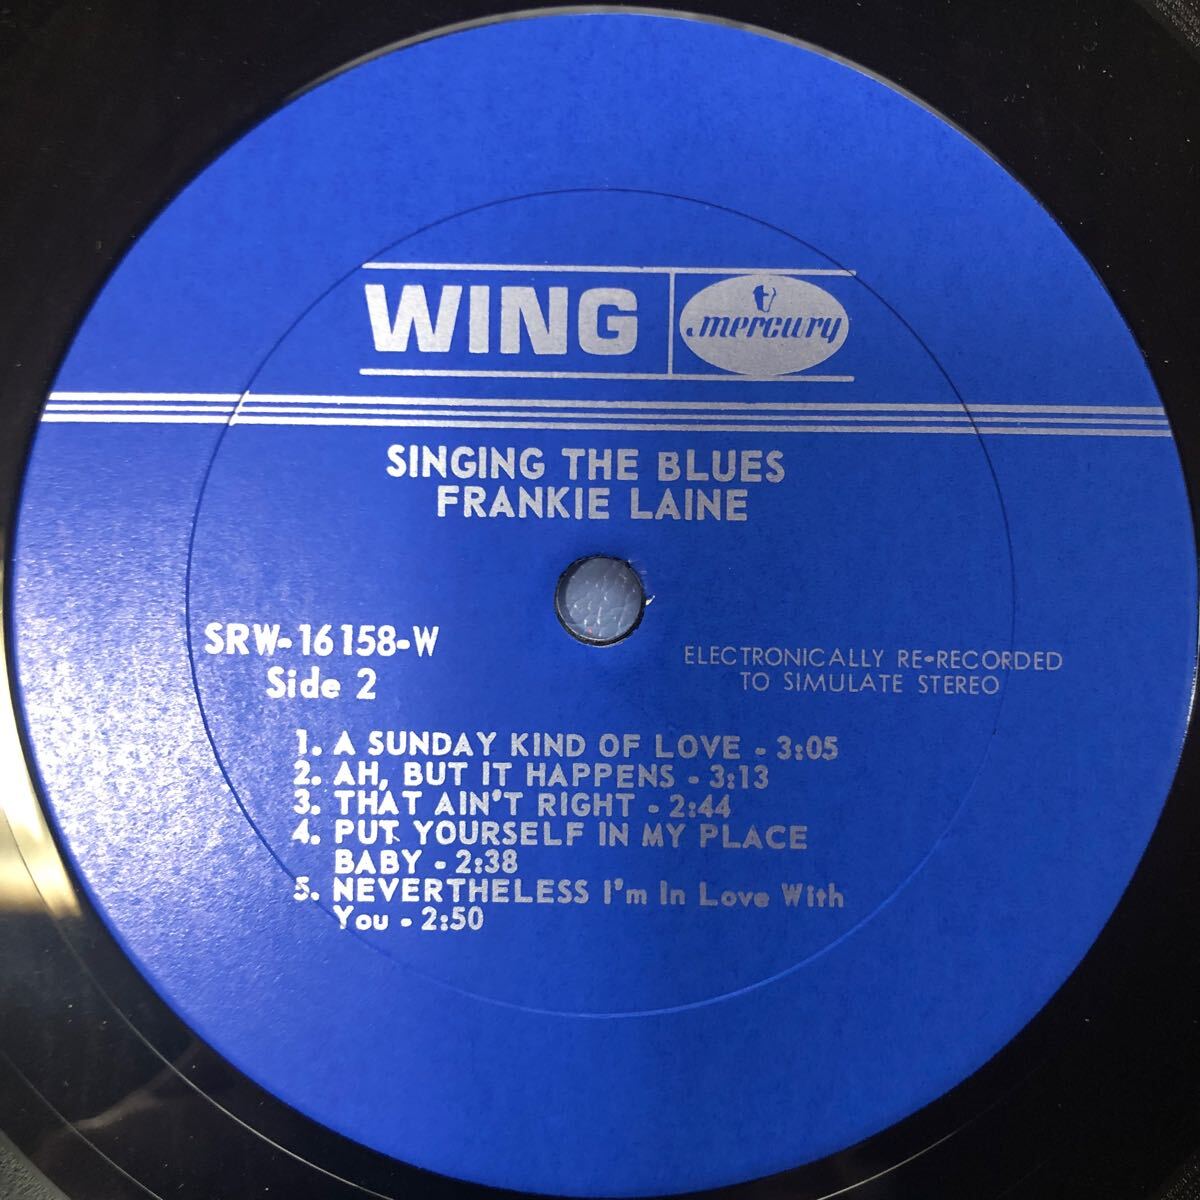 WING mercury
SINGING THE BLUES
FRANKIE LAINE
SRW-16158-W
Side 2
ELECTRONICALLY RE-RECORDED
TO SIMULATE STEREO
1. A SUNDAY KIND OF LOVE - 3:05
2. AH, BUT IT HAPPENS - 3:13
3. THAT AIN'T RIGHT - 2:44
4. PUT YOURSELF IN MY PLACE
BABY - 2:38
5. NEVERTHELESS I'm In Love With
You - 2:50